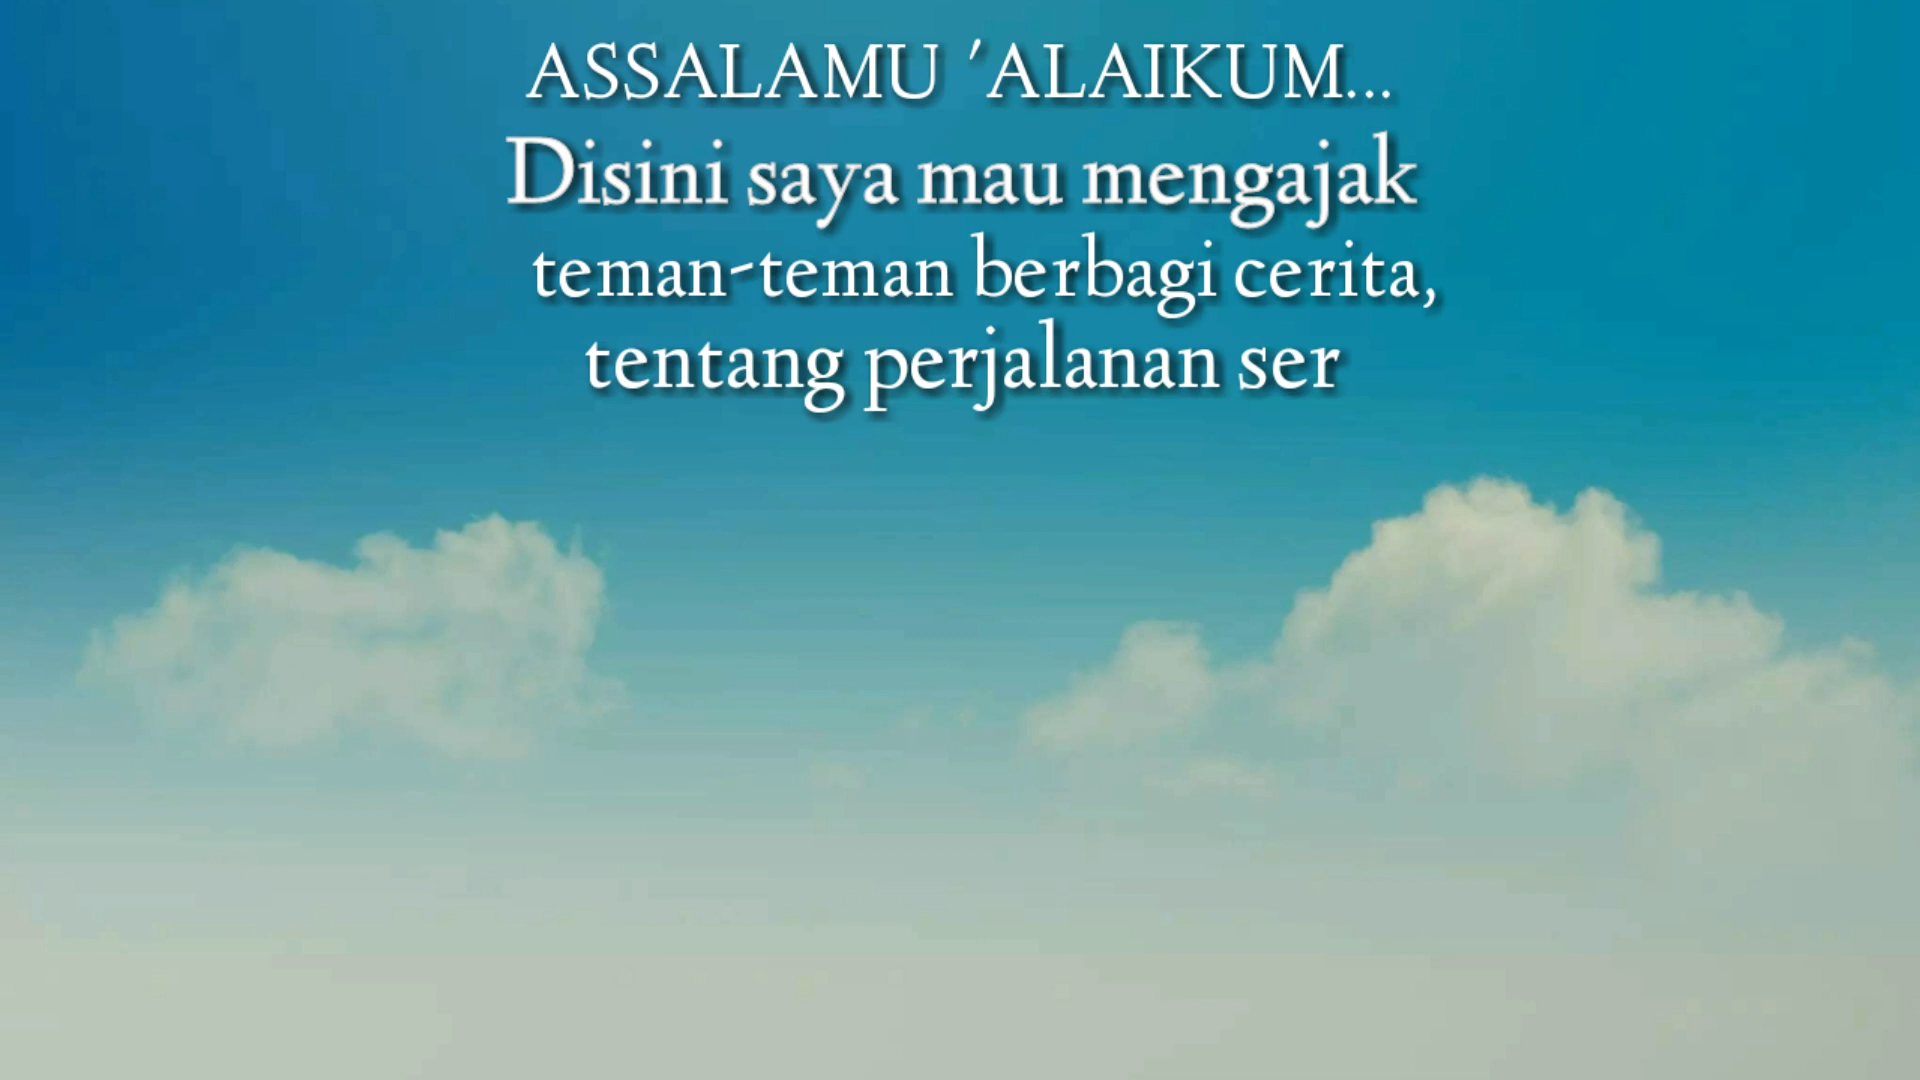 ASSALAMU 'ALAIKUM...
Disini saya mau mengajak
teman-teman berbagi cerita,
tentang perjalanan ser